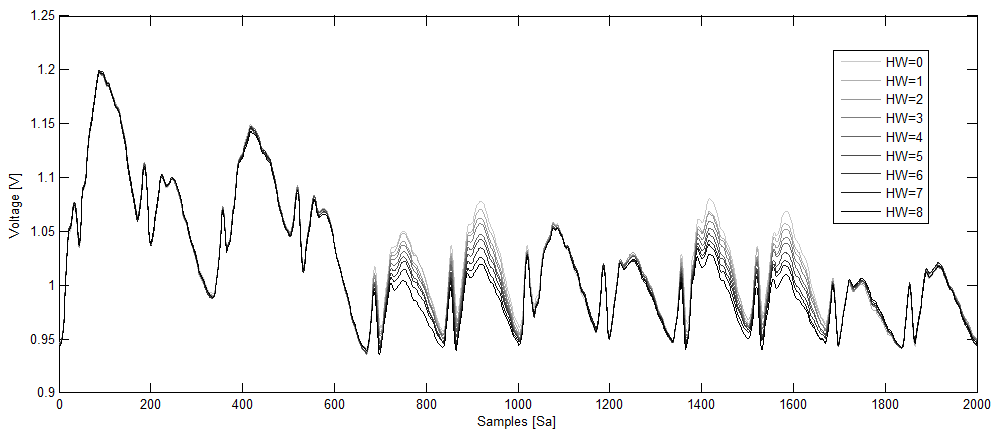 1.25
1.2
1.15
1.1
1.05
1
0.95
0.9
Voltage [V]
HW=0
HW=1
HW=2
HW=3
HW=4
HW=5
HW=6
HW=7
HW=8
0 200 400 600 800 1000 1200 1400 1600 1800 2000
Samples [Sa]